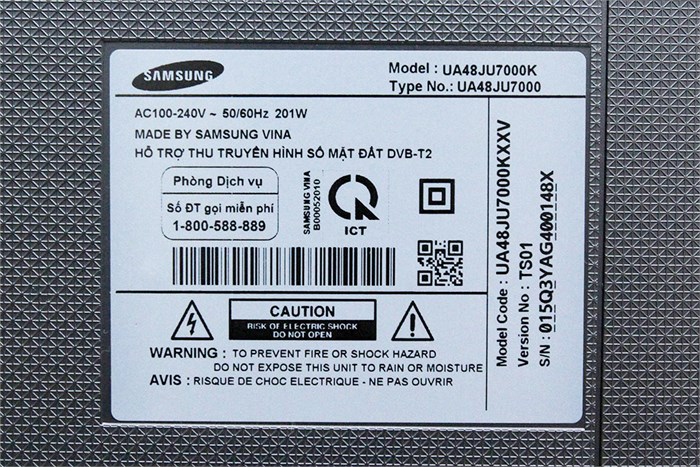 SAMSUNG
Model : UA48JU7000K
Type No.: UA48JU7000
AC100-240V ~ 50/60Hz 201W
MADE BY SAMSUNG VINA
HỖ TRỢ THU TRUYỀN HÌNH SỐ MẶT ĐẤT DVB-T2
Phòng Dịch vụ
Số ĐT gọi miễn phí
1-800-588-889
SAMSUNG VINA
B00052010
ICT
CAUTION
RISK OF ELECTRIC SHOCK
DO NOT OPEN
WARNING : TO PREVENT FIRE OR SHOCK HAZARD
DO NOT EXPOSE THIS UNIT TO RAIN OR MOISTURE
AVIS : RISQUE DE CHOC ELECTRIQUE - NE PAS OUVRIR
Model Code : UA48JU7000KXXV
Version No : TS01
S/N : 015Q3YAG400148X